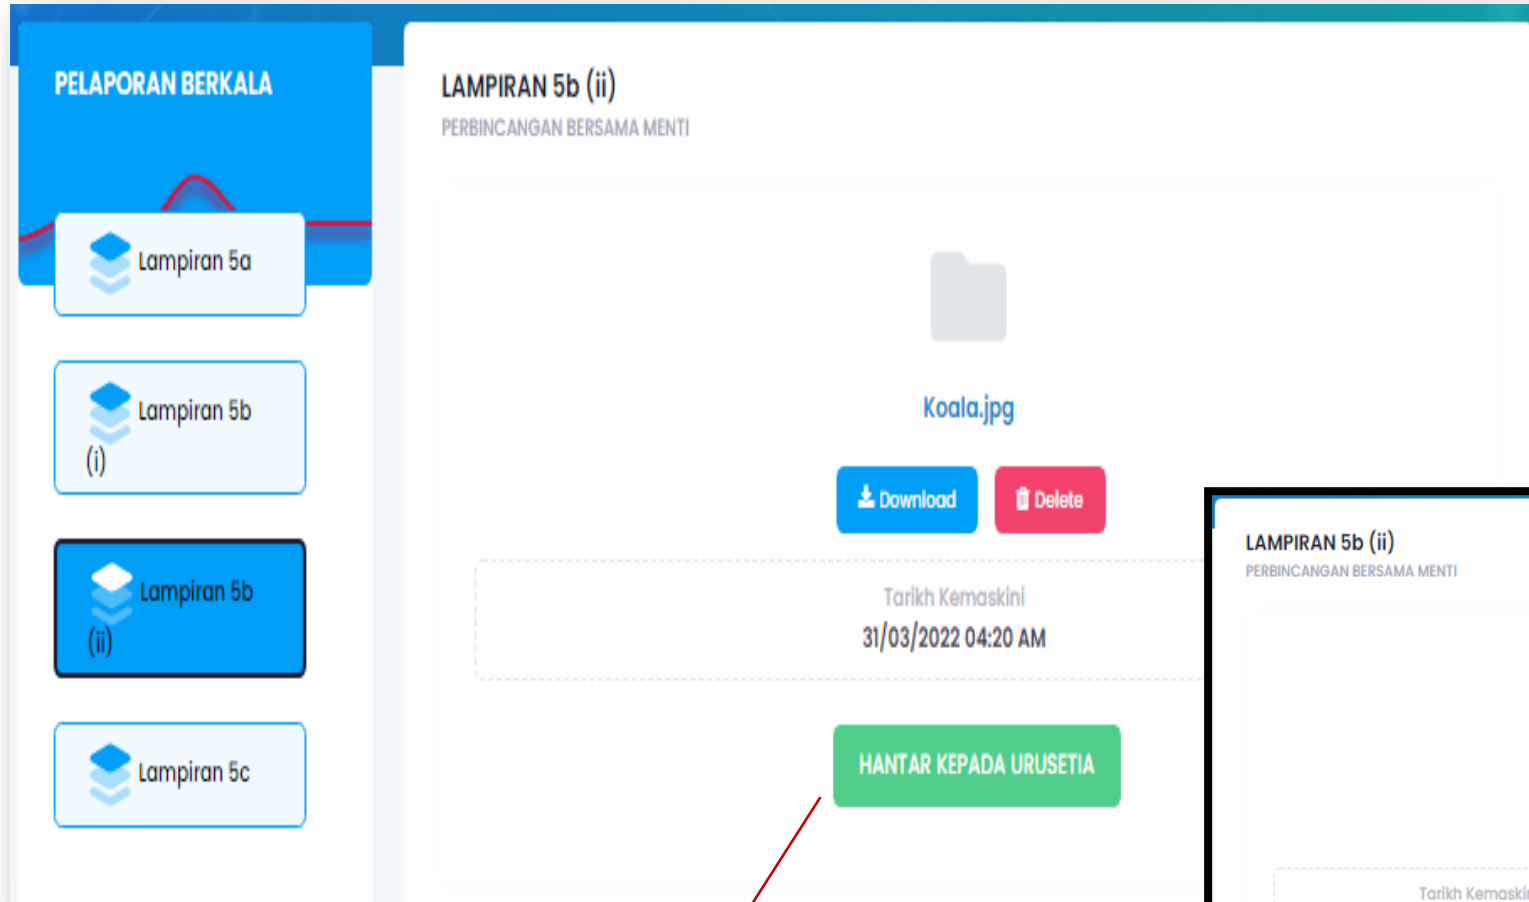 PELAPORAN BERKALA
Lampiran 5a
Lampiran 5b
(i)
Lampiran 5b
(ii)
Lampiran 5c
LAMPIRAN 5b (ii)
PERBINCANGAN BERSAMA MENTI
Koala.jpg
Download
Delete
Tarikh Kemaskini
31/03/2022 04:20 AM
HANTAR KEPADA URUSETIA
LAMPIRAN 5b (ii)
PERBINCANGAN BERSAMA MENTI
Tarikh